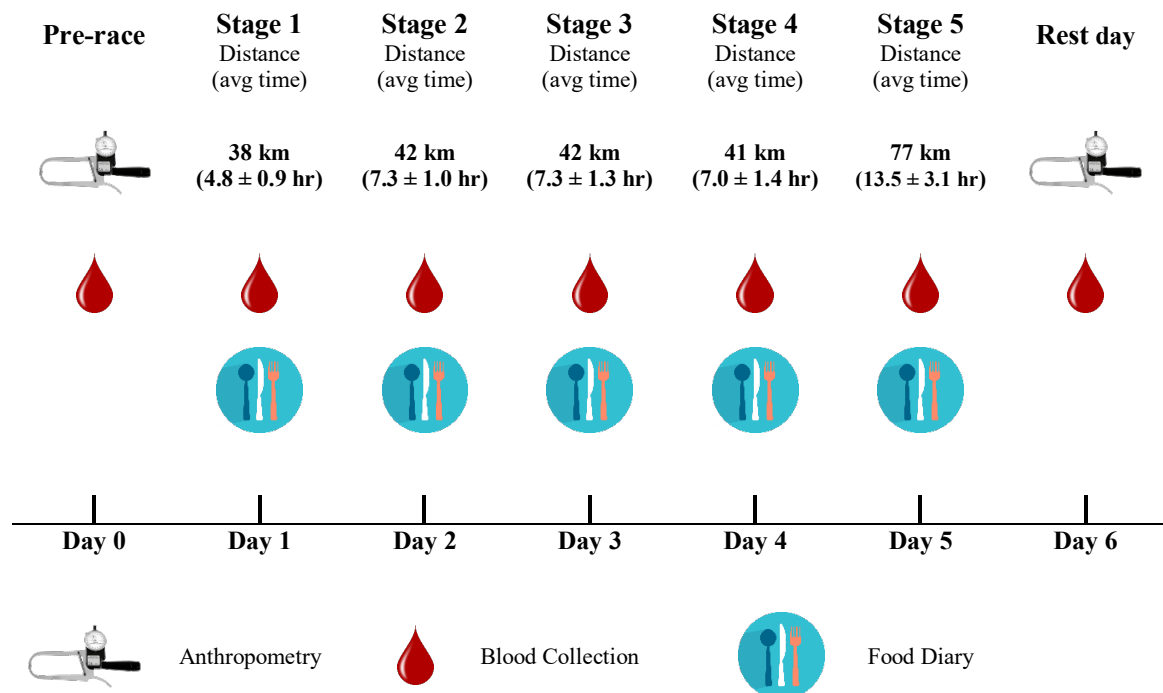 Pre-race
Stage 1
Distance
(avg time)
Stage 2
Distance
(avg time)
Stage 3
Distance
(avg time)
Stage 4
Distance
(avg time)
Stage 5
Distance
(avg time)
Rest day
38 km
(4.8 ± 0.9 hr)
42 km
(7.3 ± 1.0 hr)
42 km
(7.3 ± 1.3 hr)
41 km
(7.0 ± 1.4 hr)
77 km
(13.5 ± 3.1 hr)
Day 0
Day 1
Day 2
Day 3
Day 4
Day 5
Day 6
Anthropometry
Blood Collection
Food Diary